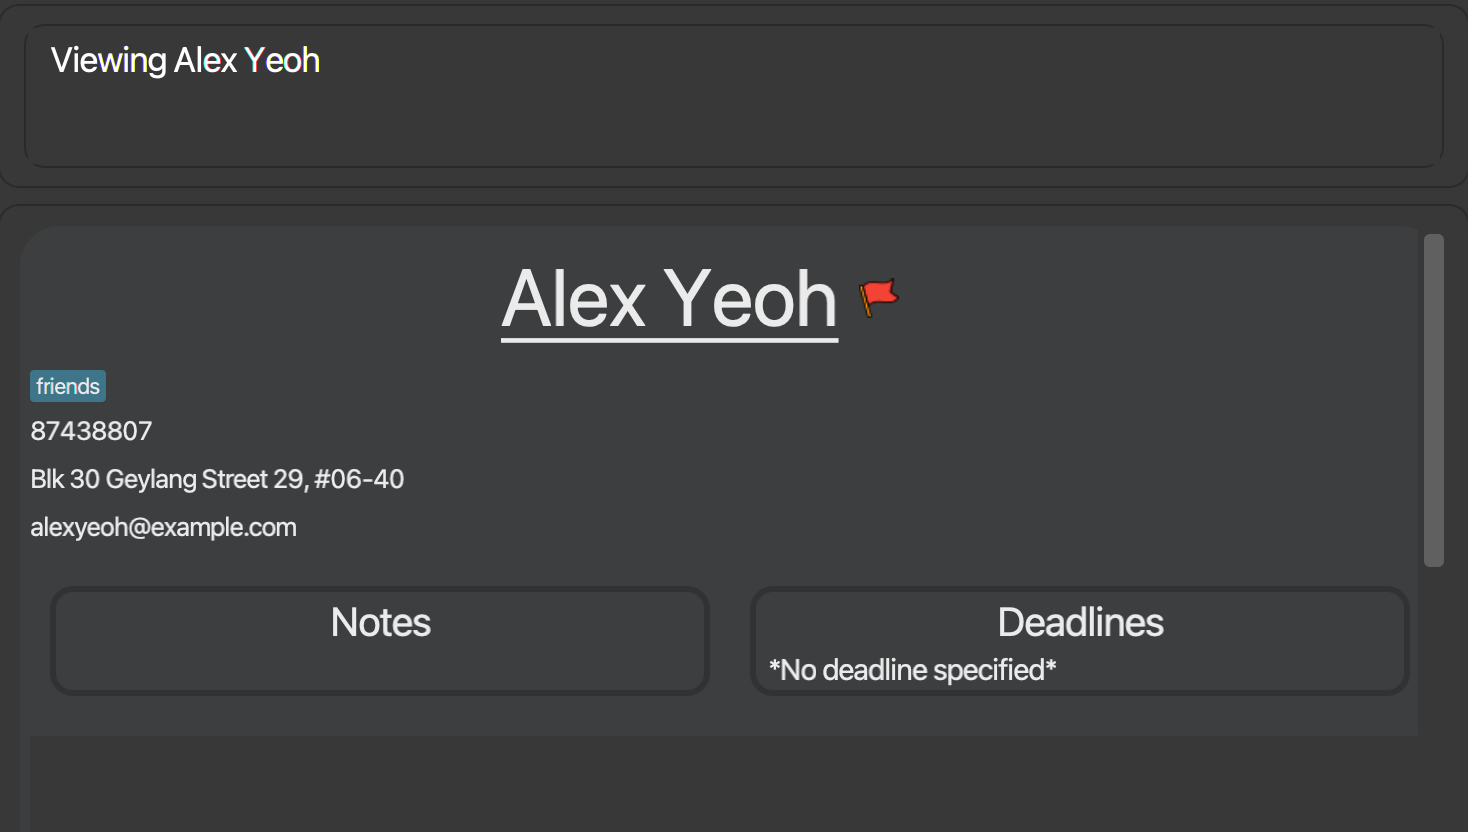 Viewing Alex Yeoh
Alex Yeoh
friends
87438807
Blk 30 Geylang Street 29, #06-40
alexyeoh@example.com
Notes
Deadlines
*No deadline specified*